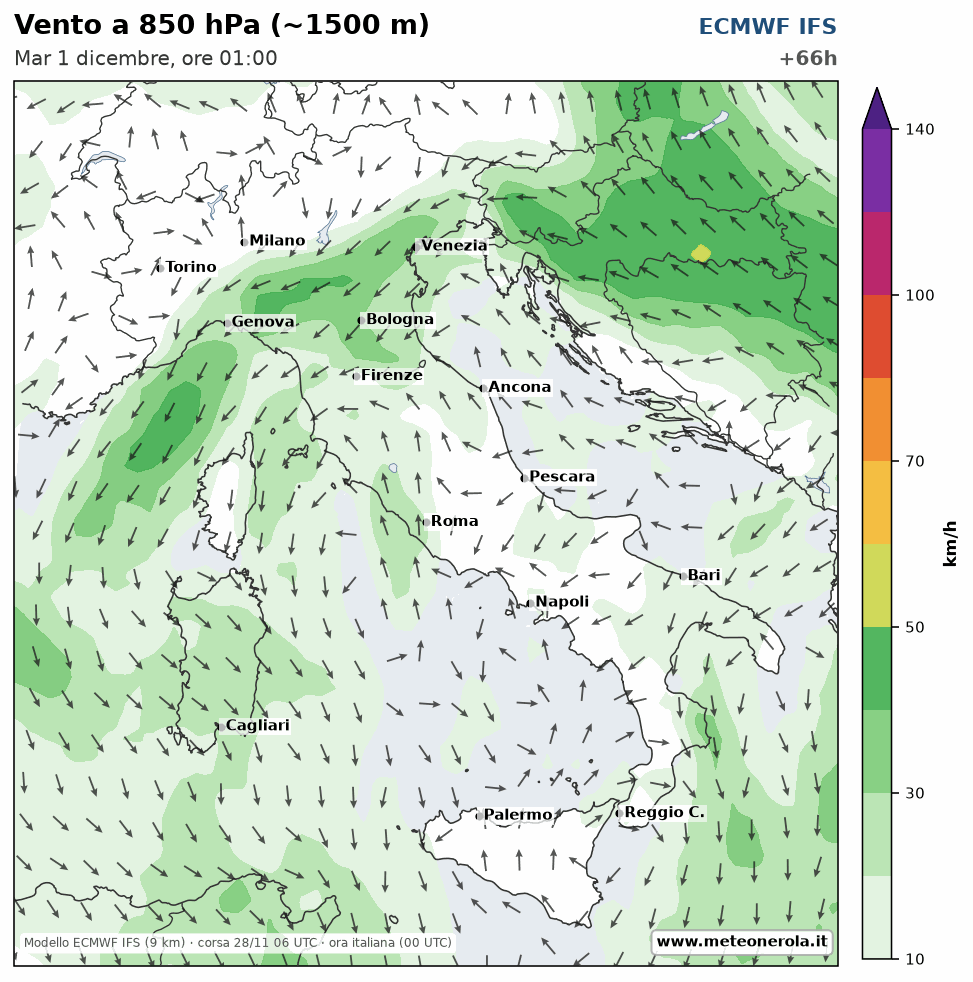 Vento a 850 hPa (~1500 m)
ECMWF IFS
Mar 1 dicembre, ore 01:00
+66h
140
100
70
50
30
10
km/h
Milano
Venezia
Torino
Genova
Bologna
Firenze
Ancona
Pescara
Roma
Bari
Napoli
Cagliari
Palermo
Reggio C.
Modello ECMWF IFS (9 km) · corsa 28/11 06 UTC · ora italiana (00 UTC)
www.meteonerola.it